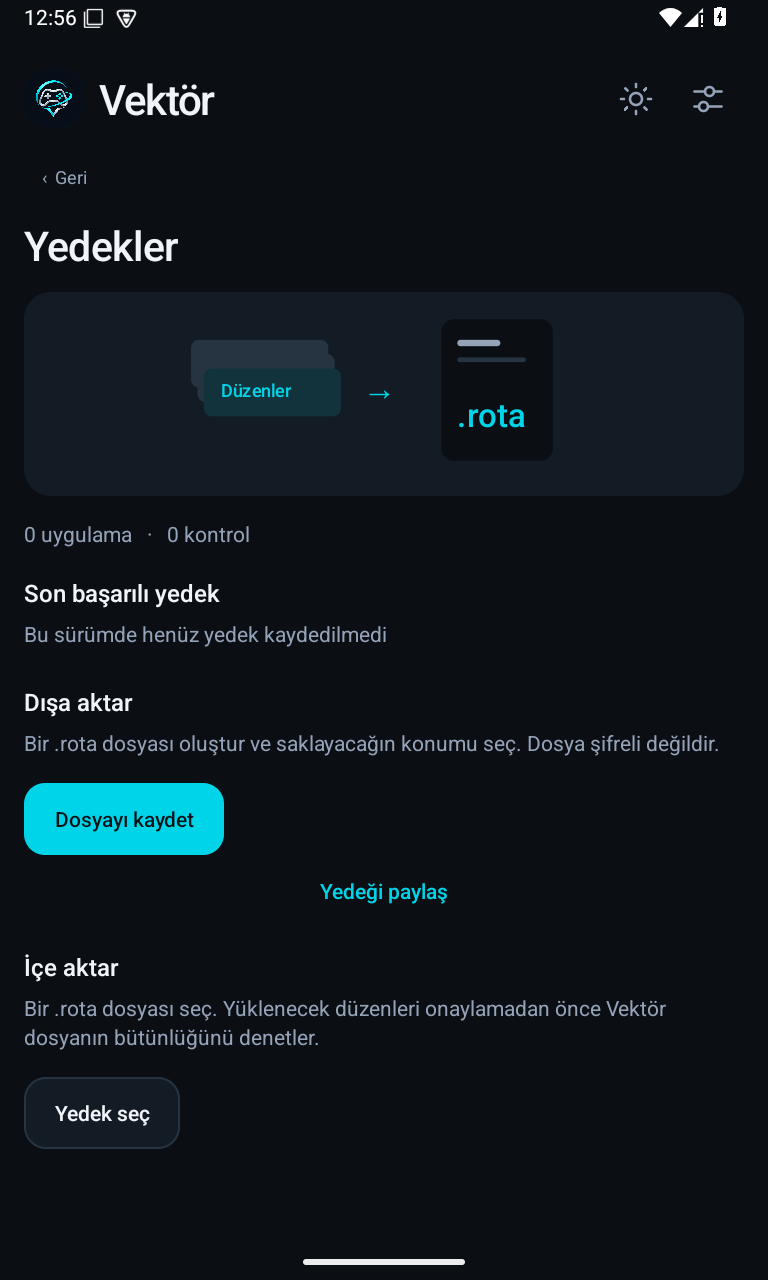 12:56
Vektör
‹ Geri
Yedekler
Düzenler
→
.rota
0 uygulama · 0 kontrol
Son başarılı yedek
Bu sürümde henüz yedek kaydedilmedi
Dışa aktar
Bir .rota dosyası oluştur ve saklayacağın konumu seç. Dosya şifreli değildir.
Dosyayı kaydet
Yedeği paylaş
İçe aktar
Bir .rota dosyası seç. Yüklenecek düzenleri onaylamadan önce Vektör
dosyanın bütünlüğünü denetler.
Yedek seç